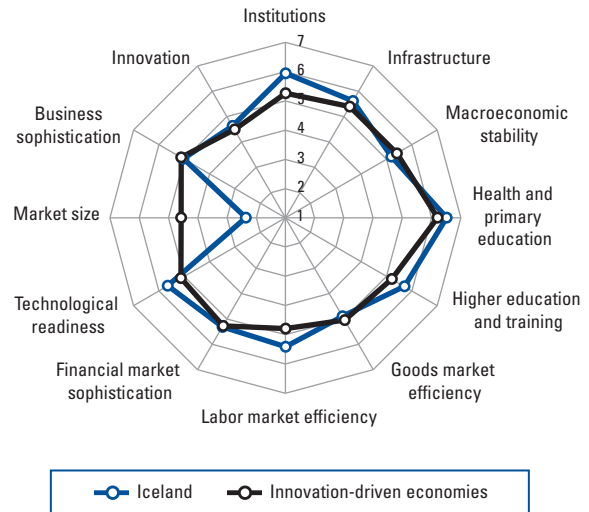 Institutions
Infrastructure
Macroeconomic
stability
Health and
primary
education
Higher education
and training
Goods market
efficiency
Labor market efficiency
Financial market
sophistication
Technological
readiness
Market size
Business
sophistication
Innovation
7
6
5
4
3
2
1
Iceland
Innovation-driven economies